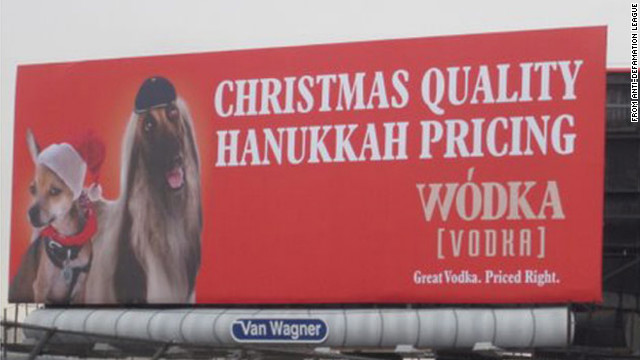 CHRISTMAS QUALITY
HANUKKAH PRICING
WÓDKA
[VODKA]
Great Vodka. Priced Right.
Van Wagner
FROM ANTI-DEFAMATION LEAGUE